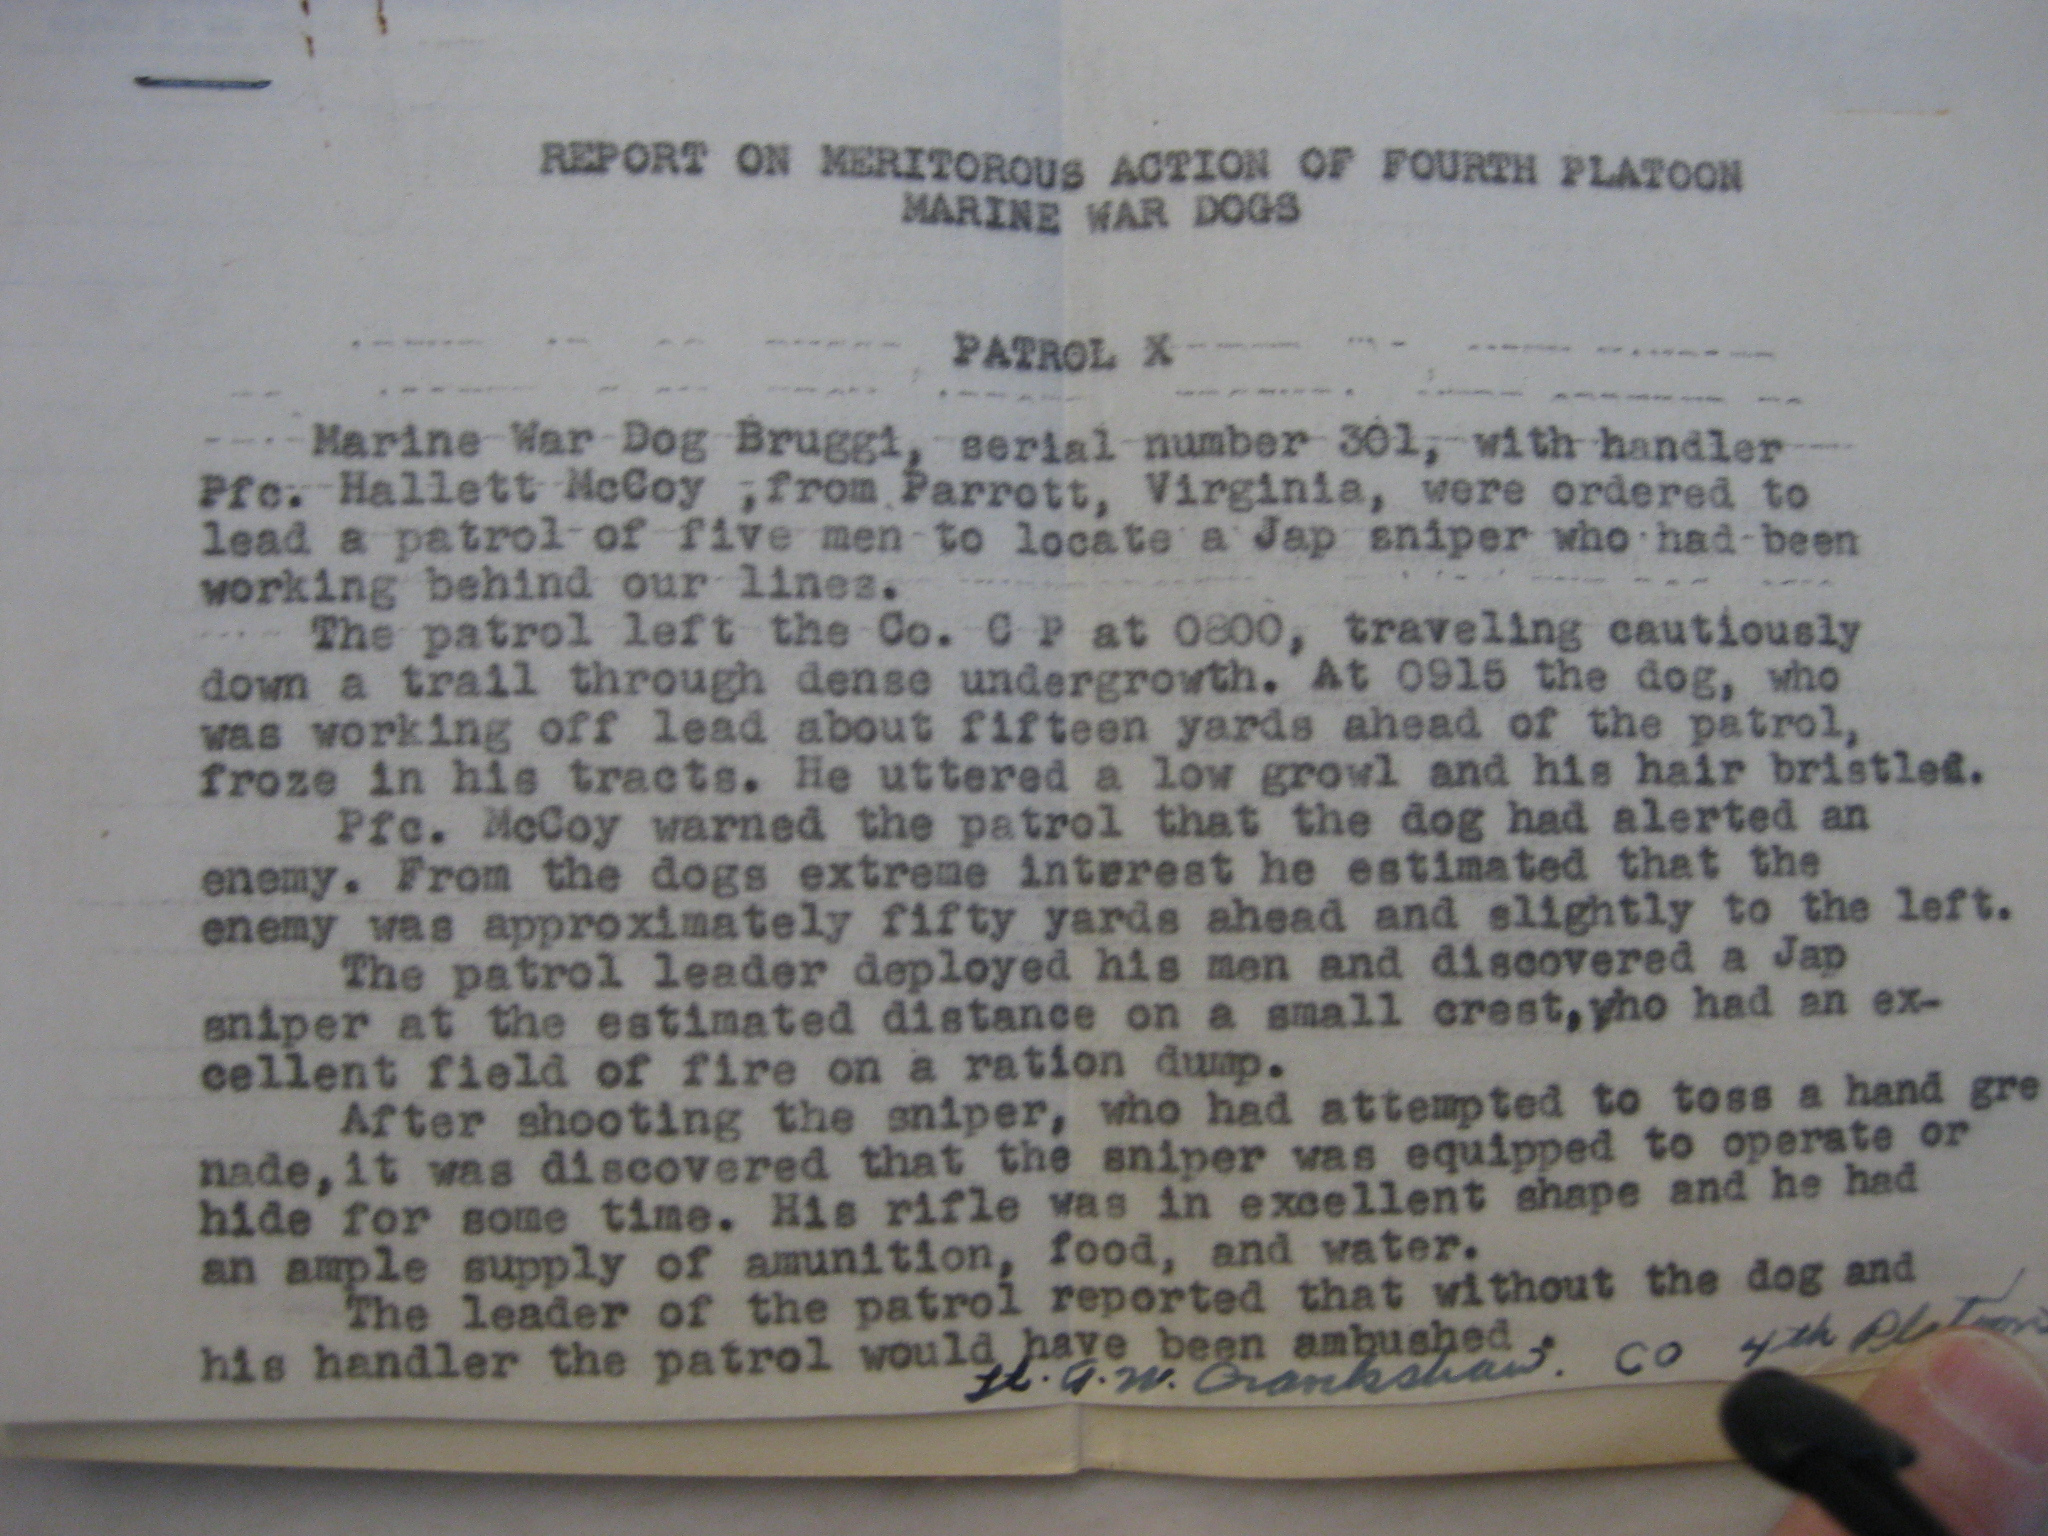 REPORT ON MERITOROUS ACTION OF FOURTH PLATOON
MARINE WAR DOGS
PATROL X
Marine War Dog Bruggi, serial number 301, with handler
Pfc. Hallett McCoy ,from Parrott, Virginia, were ordered to
lead a patrol of five men to locate a Jap sniper who had been
working behind our lines.
The patrol left the Co. C P at 0800, traveling cautiously
down a trail through dense undergrowth. At 0915 the dog, who
was working off lead about fifteen yards ahead of the patrol,
froze in his tracts. He uttered a low growl and his hair bristled.
Pfc. McCoy warned the patrol that the dog had alerted an
enemy. From the dogs extreme interest he estimated that the
enemy was approximately fifty yards ahead and slightly to the left.
The patrol leader deployed his men and discovered a Jap
sniper at the estimated distance on a small crest,who had an ex-
cellent field of fire on a ration dump.
After shooting the sniper, who had attempted to toss a hand gre
nade,it was discovered that the sniper was equipped to operate or
hide for some time. His rifle was in excellent shape and he had
an ample supply of amunition, food, and water.
The leader of the patrol reported that without the dog and
his handler the patrol would have been ambushed.
Lt. A.W. Crankshaw. CO 4th Platoon